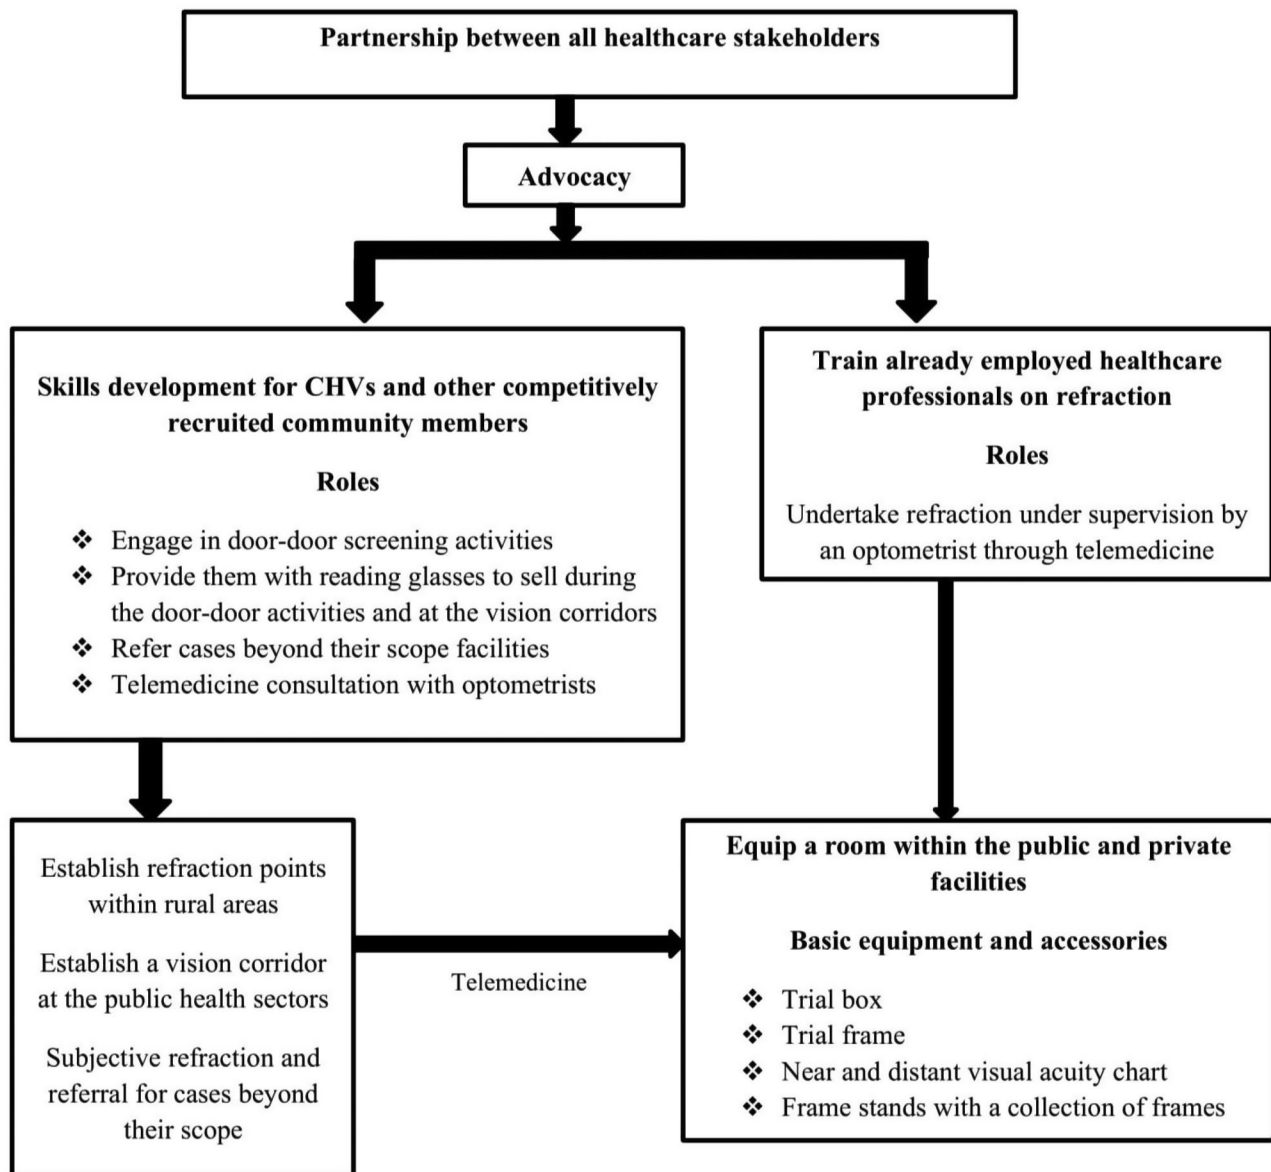 Partnership between all healthcare stakeholders
Advocacy
Skills development for CHVs and other competitively
recruited community members
Roles
❖ Engage in door-door screening activities
❖ Provide them with reading glasses to sell during
the door-door activities and at the vision corridors
❖ Refer cases beyond their scope facilities
❖ Telemedicine consultation with optometrists
Train already employed healthcare
professionals on refraction
Roles
Undertake refraction under supervision by
an optometrist through telemedicine
Establish refraction points
within rural areas
Establish a vision corridor
at the public health sectors
Subjective refraction and
referral for cases beyond
their scope
Telemedicine
Equip a room within the public and private
facilities
Basic equipment and accessories
❖ Trial box
❖ Trial frame
❖ Near and distant visual acuity chart
❖ Frame stands with a collection of frames